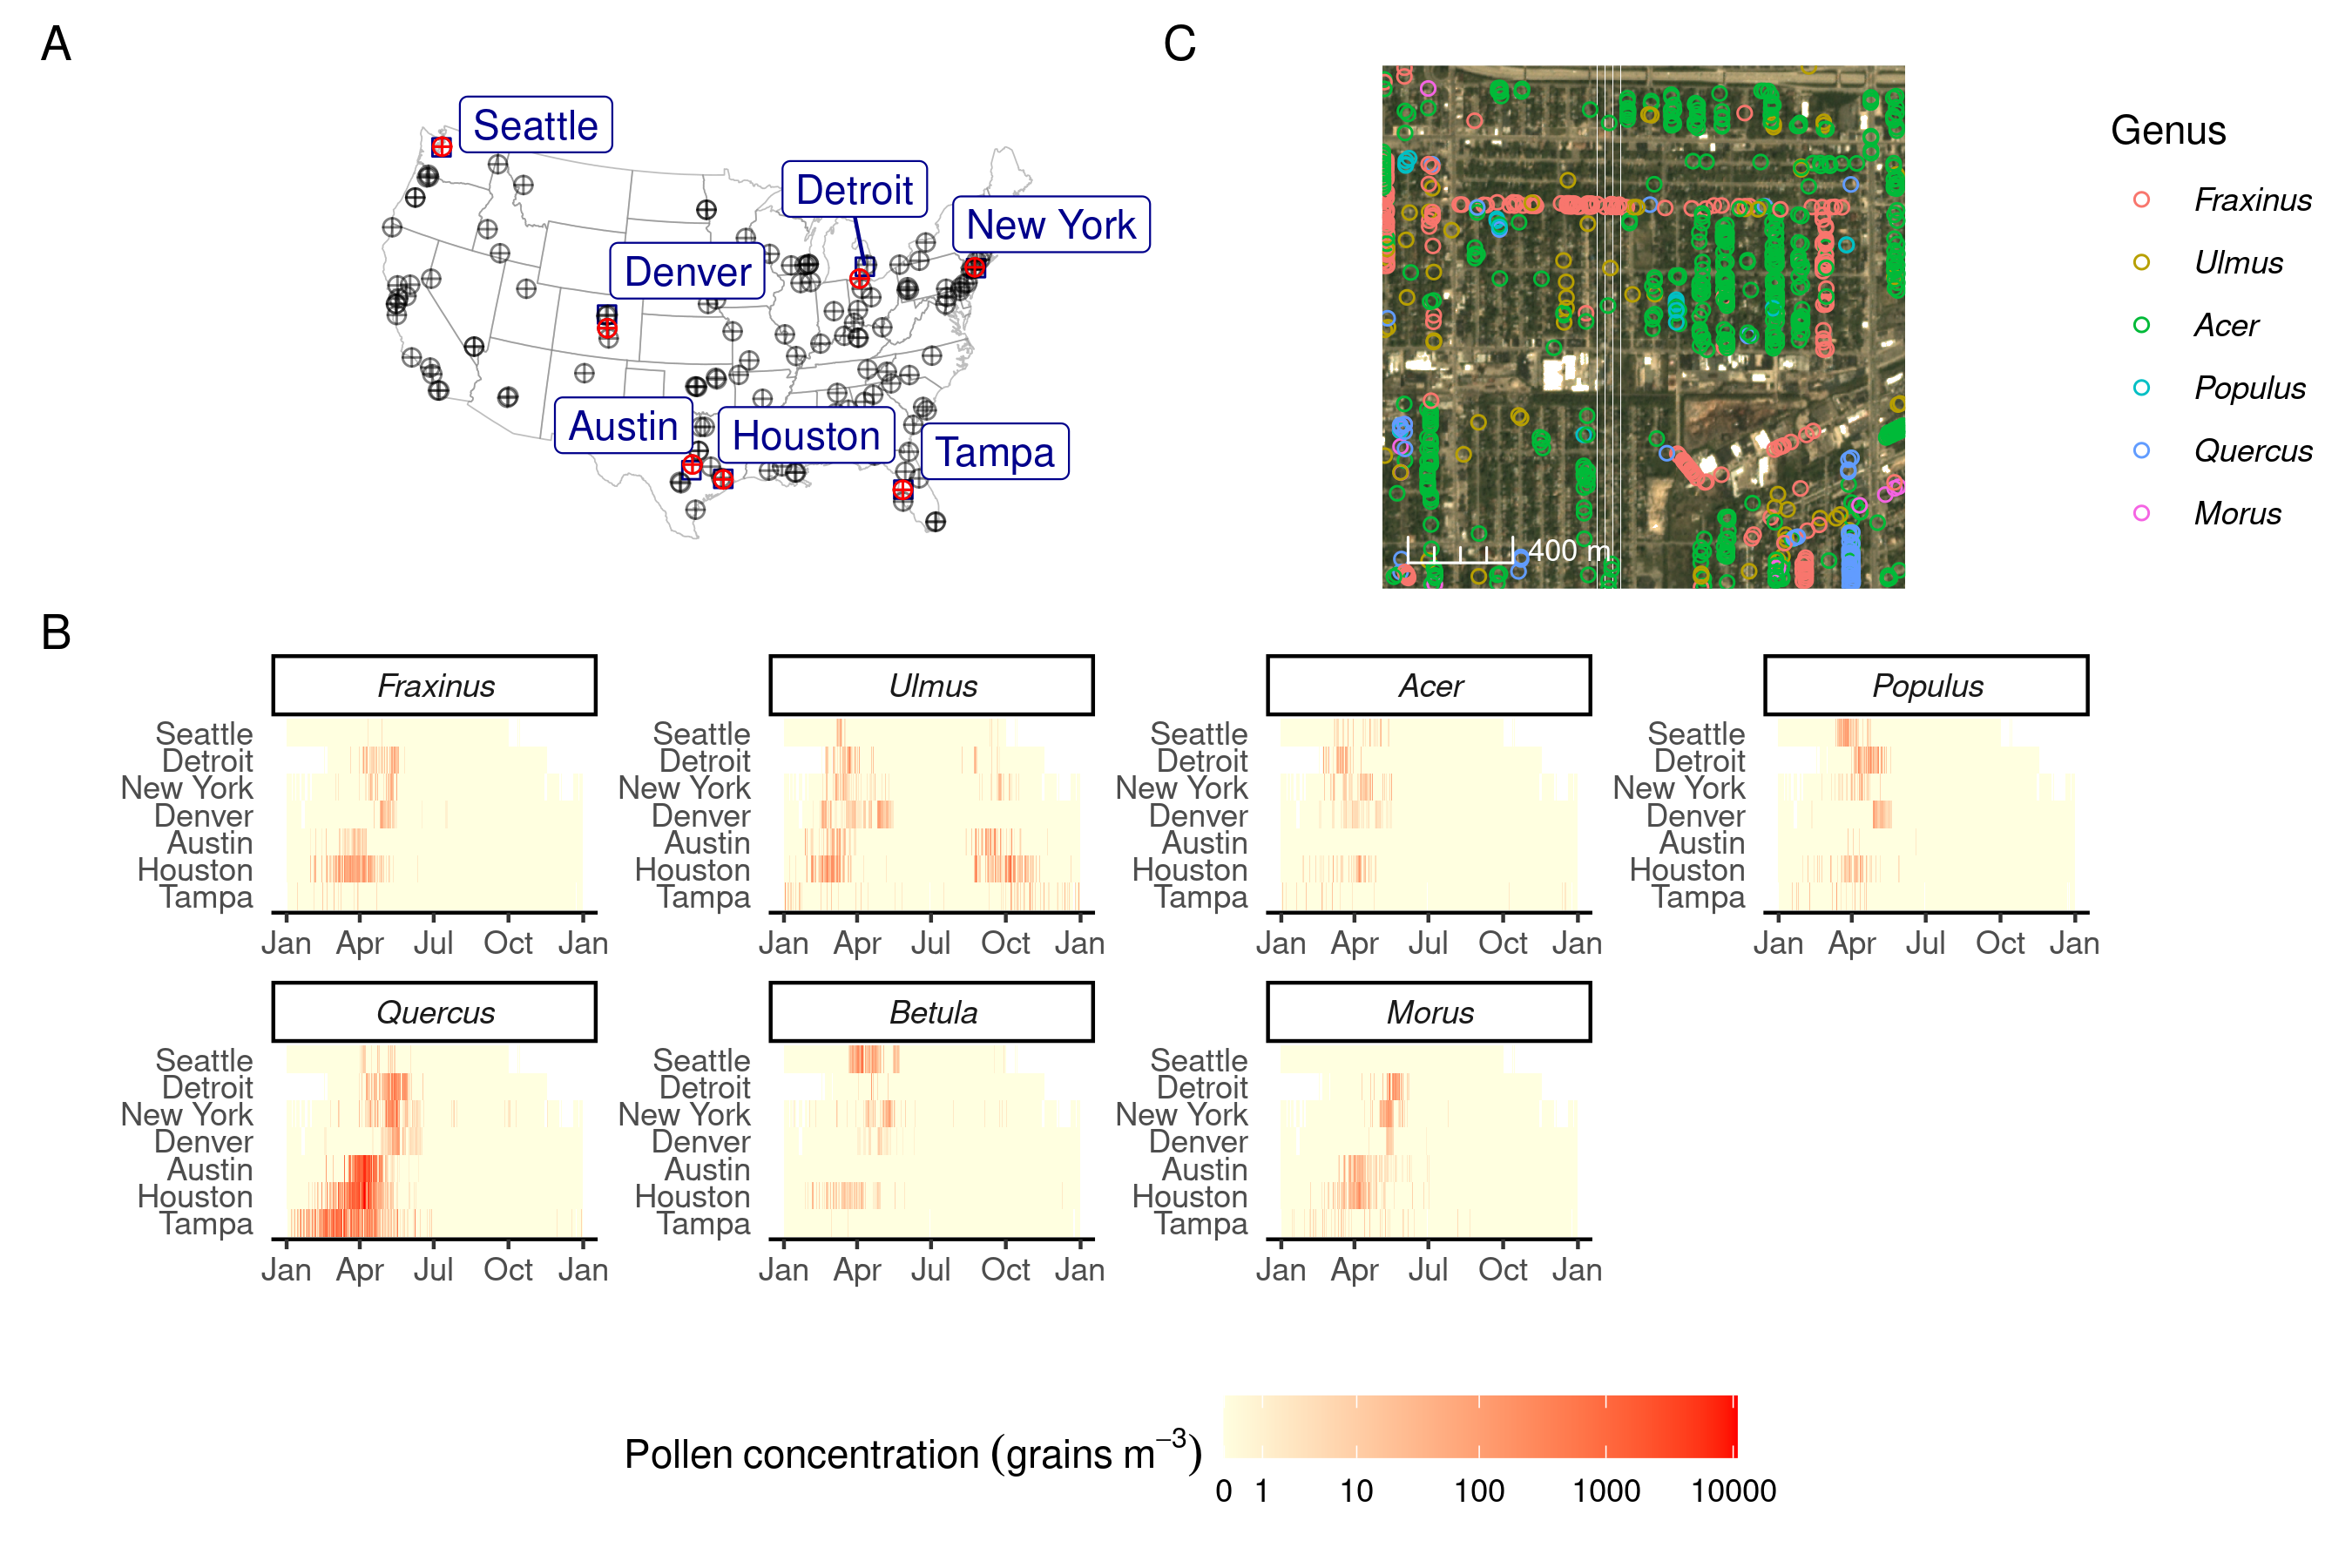 A
Seattle
Detroit
New York
Denver
Austin
Houston
Tampa
C
400 m
Genus
Fraxinus
Ulmus
Acer
Populus
Quercus
Morus
B
Fraxinus
Seattle
Detroit
New York
Denver
Austin
Houston
Tampa
Jan Apr Jul Oct Jan
Ulmus
Seattle
Detroit
New York
Denver
Austin
Houston
Tampa
Jan Apr Jul Oct Jan
Acer
Seattle
Detroit
New York
Denver
Austin
Houston
Tampa
Jan Apr Jul Oct Jan
Populus
Seattle
Detroit
New York
Denver
Austin
Houston
Tampa
Jan Apr Jul Oct Jan
Quercus
Seattle
Detroit
New York
Denver
Austin
Houston
Tampa
Jan Apr Jul Oct Jan
Betula
Seattle
Detroit
New York
Denver
Austin
Houston
Tampa
Jan Apr Jul Oct Jan
Morus
Seattle
Detroit
New York
Denver
Austin
Houston
Tampa
Jan Apr Jul Oct Jan
Pollen concentration (grains m⁻³)
0 1 10 100 1000 10000